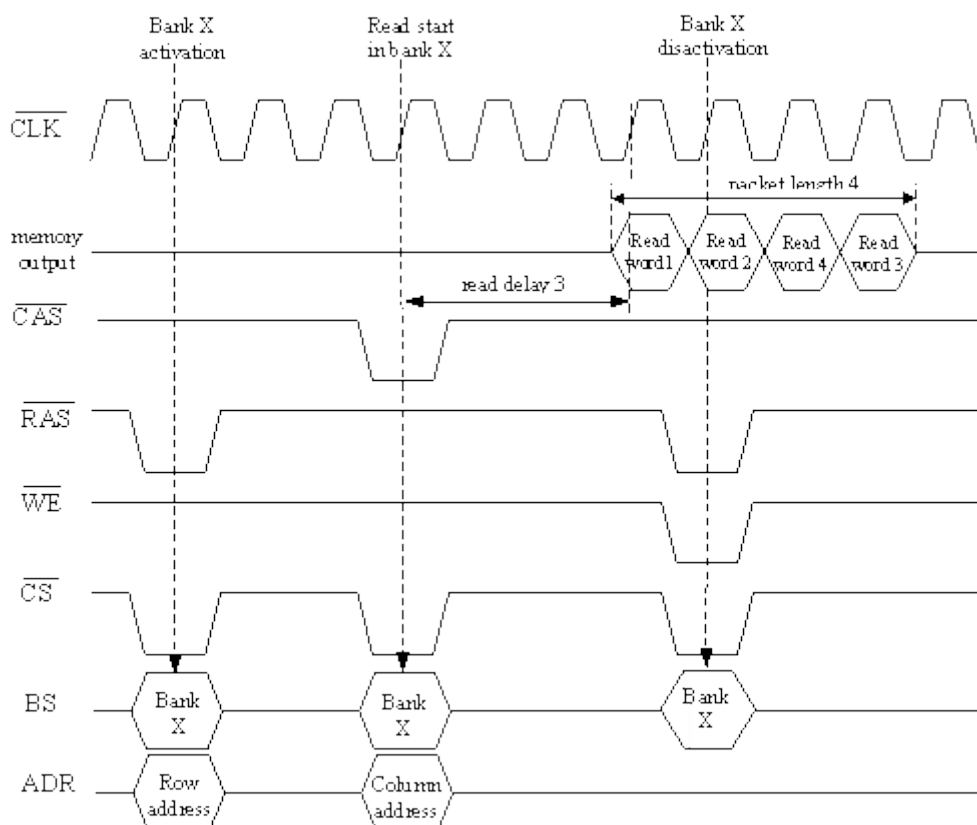 Bank X
activation
Read start
in bank X
Bank X
disactivation
CLK
packet length 4
memory
output
Read
word1
Read
word 2
Read
word 4
Read
word 3
read delay 3
CAS
RAS
WE
CS
BS
Bank
X
Bank
X
Bank
X
ADR
Row
address
Column
address